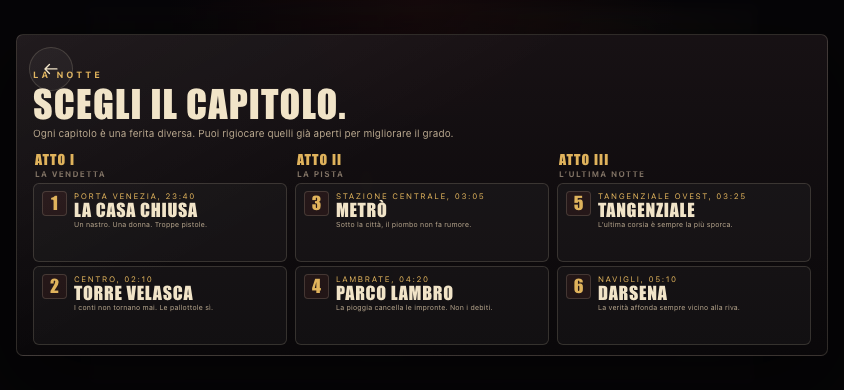 LA NOTTE
SCEGLI IL CAPITOLO.
Ogni capitolo è una ferita diversa. Puoi rigiocare quelli già aperti per migliorare il grado.
ATTO I
LA VENDETTA
1
PORTA VENEZIA, 23:40
LA CASA CHIUSA
Un nastro. Una donna. Troppe pistole.
2
CENTRO, 02:10
TORRE VELASCA
I conti non tornano mai. Le pallottole sì.
ATTO II
LA PISTA
3
STAZIONE CENTRALE, 03:05
METRÒ
Sotto la città, il piombo non fa rumore.
4
LAMBRATE, 04:20
PARCO LAMBRO
La pioggia cancella le impronte. Non i debiti.
ATTO III
L'ULTIMA NOTTE
5
TANGENZIALE OVEST, 03:25
TANGENZIALE
L'ultima corsia è sempre la più sporca.
6
NAVIGLI, 05:10
DARSENA
La verità affonda sempre vicino alla riva.